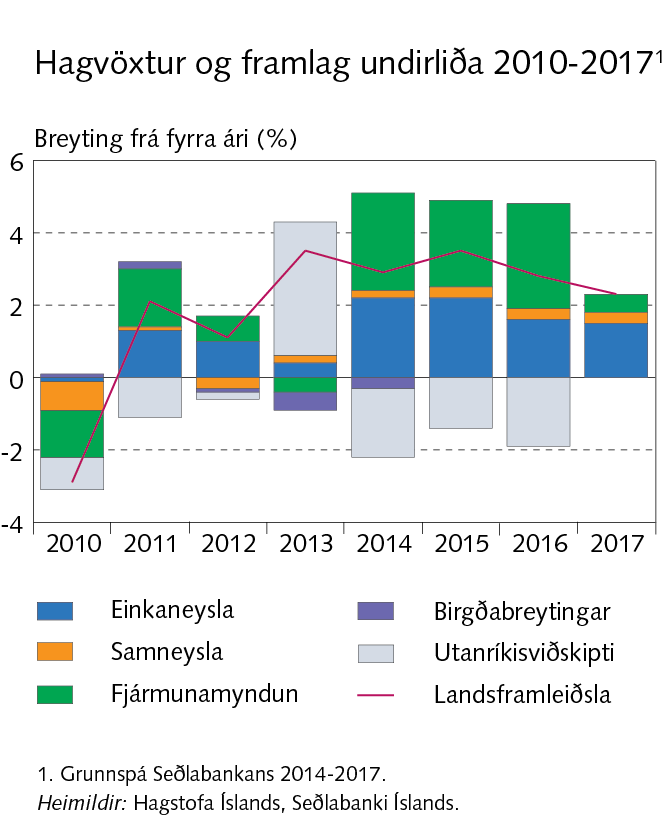 Hagvöxtur og framlag undirliða 2010-2017¹
Breyting frá fyrra ári (%)
6
4
2
0
-2
-4
2010 2011 2012 2013 2014 2015 2016 2017
Einkaneysla
Samneysla
Fjármunamyndun
Birgðabreytingar
Utanríkisviðskipti
Landsframleiðsla
1. Grunnspá Seðlabankans 2014-2017.
Heimildir: Hagstofa Íslands, Seðlabanki Íslands.